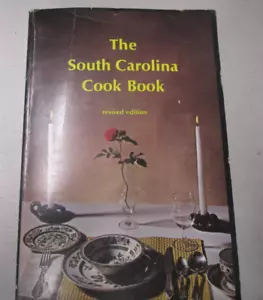 The
South Carolina
Cook Book
revised edition